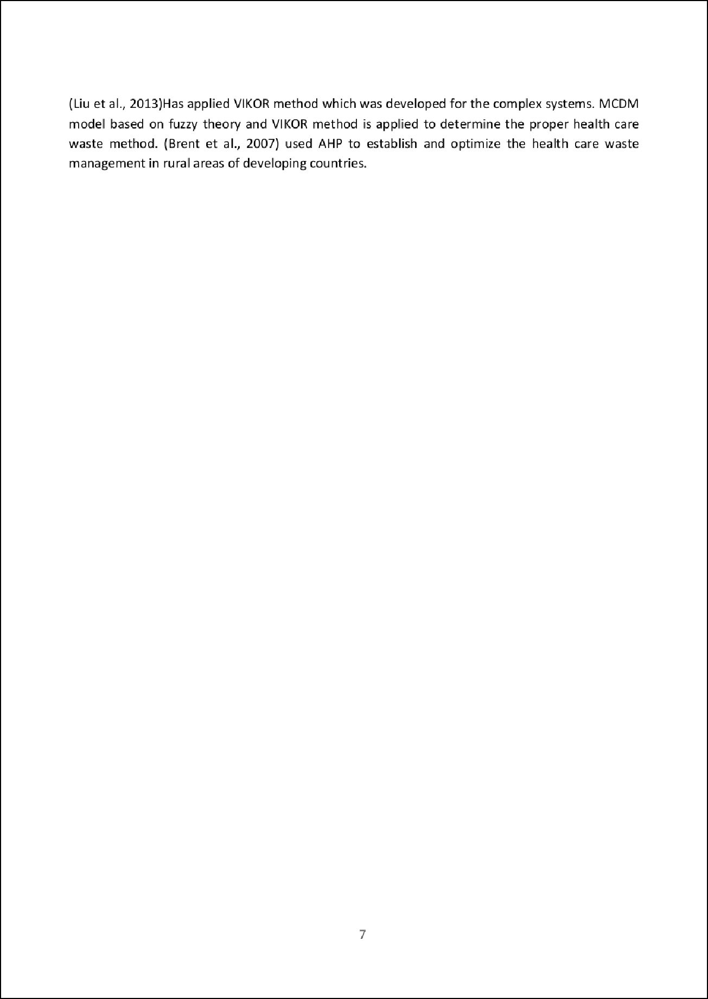 (Liu et al., 2013)Has applied VIKOR method which was developed for the complex systems. MCDM
model based on fuzzy theory and VIKOR method is applied to determine the proper health care
waste method. (Brent et al., 2007) used AHP to establish and optimize the health care waste
management in rural areas of developing countries.
7